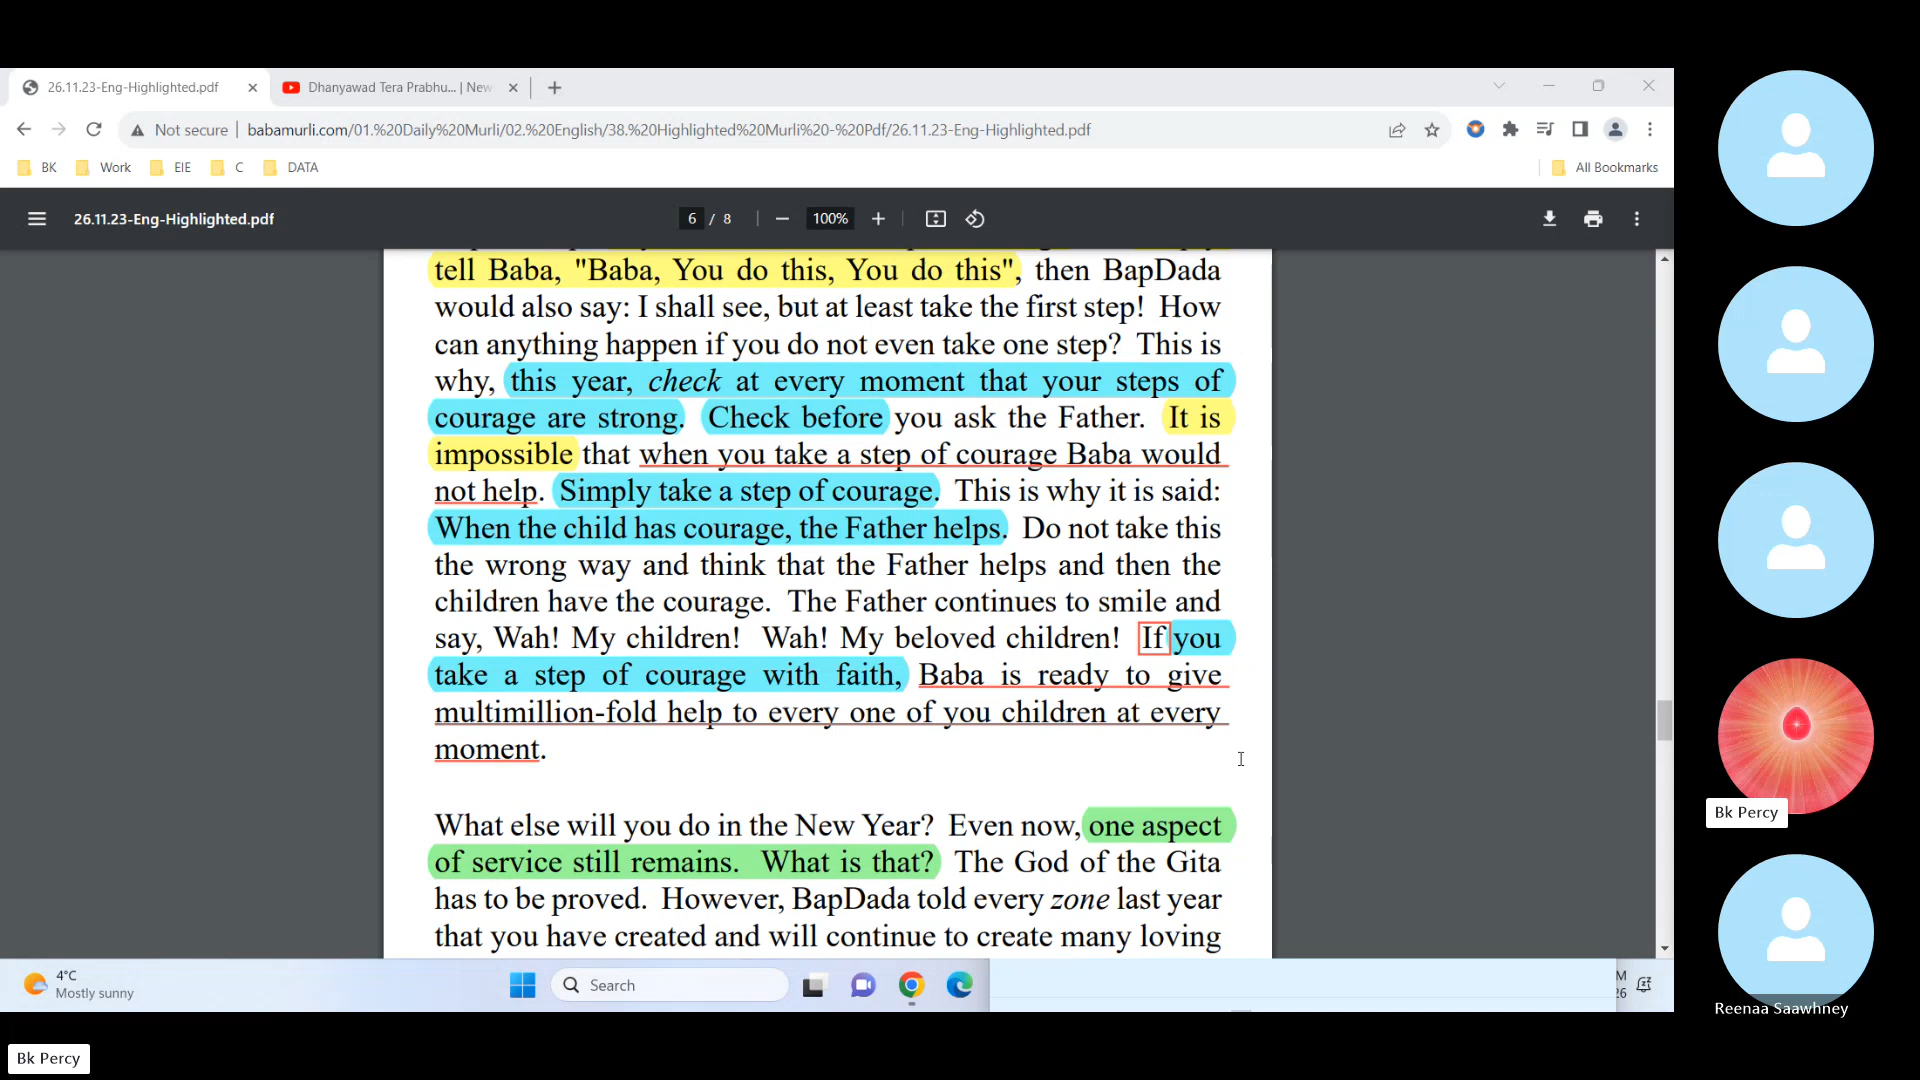 26.11.23-Eng-Highlighted.pdf
Dhanyawad Tera Prabhu... | New
Not secure
babamurli.com/01.%20Daily%20Murli/02.%20English/38.%20Highlighted%20Murli%20-%20Pdf/26.11.23-Eng-Highlighted.pdf
BK
Work
EIE
C
DATA
All Bookmarks
26.11.23-Eng-Highlighted.pdf
6 / 8
100%
tell Baba, "Baba, You do this, You do this", then BapDada
would also say: I shall see, but at least take the first step! How
can anything happen if you do not even take one step? This is
why, this year, check at every moment that your steps of
courage are strong. Check before you ask the Father. It is
impossible that when you take a step of courage Baba would
not help. Simply take a step of courage. This is why it is said:
When the child has courage, the Father helps. Do not take this
the wrong way and think that the Father helps and then the
children have the courage. The Father continues to smile and
say, Wah! My children! Wah! My beloved children! If you
take a step of courage with faith, Baba is ready to give
multimillion-fold help to every one of you children at every
moment.
What else will you do in the New Year? Even now, one aspect
of service still remains. What is that? The God of the Gita
has to be proved. However, BapDada told every zone last year
that you have created and will continue to create many loving
4°C
Mostly sunny
Search
M
26
Bk Percy
Reenaa Saawhney
Bk Percy